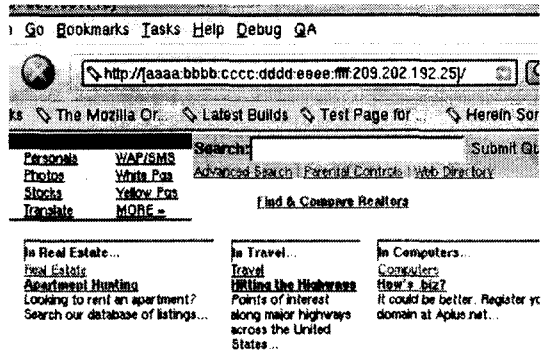 Go Bookmarks Tasks Help Debug QA
http://[aaaa:bbbb:cccc:dddd:eeee:ffff:209.202.192.25]/
ks The Mozilla Or... Latest Builds Test Page for ... Herein Sor
Search: Submit Qu
Personals WAP/SMS
Photos White Pgs
Stocks Yellow Pgs
Translate MORE »
Advanced Search | Parental Controls | Web Directory
Find & Compare Realtors
In Real Estate...
Real Estate
Apartment Hunting
Looking to rent an apartment?
Search our database of listings...
In Travel...
Travel
Hitting the Highways
Points of interest
along major highways
across the United
States...
In Computers...
Computers
How's .biz?
It could be better. Register yo
domain at Aplus.net...